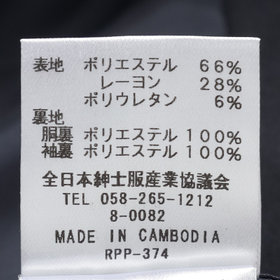 表地 ポリエステル 66%
レーヨン 28%
ポリウレタン 6%
裏地
胴裏 ポリエステル 100%
袖裏 ポリエステル 100%
全日本紳士服産業協議会
TEL 058-265-1212
8-0082
MADE IN CAMBODIA
RPP-374